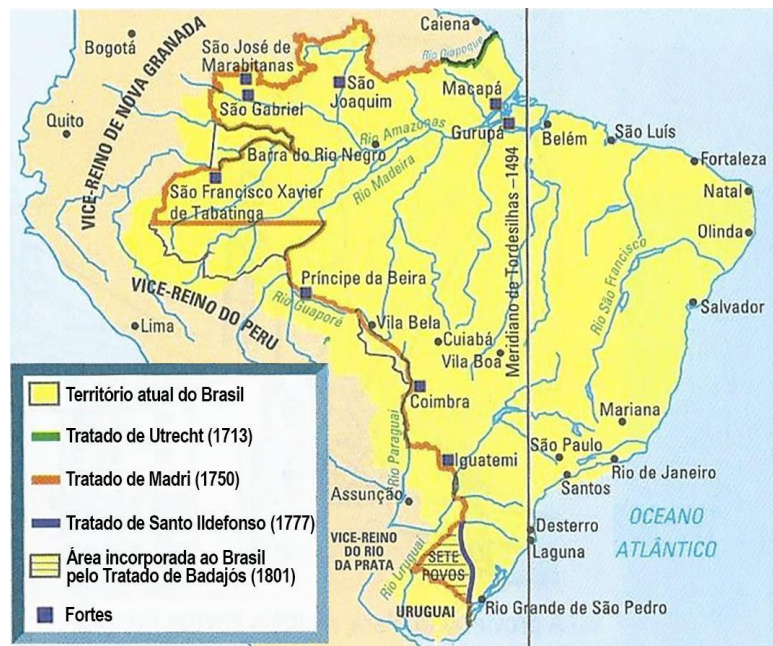 Caiena
Bogotá
Rio Oiapoque
São José de
Marabitanas
São
Joaquim
Macapá
São Gabriel
Quito
VICE-REINO DE NOVA GRANADA
Gurupá
Belém
São Luís
Rio Amazonas
Barra do Rio Negro
Fortaleza
Rio Madeira
São Francisco Xavier
de Tabatinga
Natal
Olinda
Meridiano de Tordesilhas –1494
Rio São Francisco
Príncipe da Beira
VICE-REINO DO PERU
Rio Guaporé
Salvador
Lima
Vila Bela
Cuiabá
Vila Boa
Coimbra
Mariana
Rio Paraguai
Iguatemi
São Paulo
Rio de Janeiro
Santos
Assunção
Desterro
Laguna
OCEANO
ATLÂNTICO
VICE-REINO
DO RIO
DA PRATA
Rio Uruguai
SETE
POVOS
URUGUAI
Rio Grande de São Pedro
Território atual do Brasil
Tratado de Utrecht (1713)
Tratado de Madri (1750)
Tratado de Santo Ildefonso (1777)
Área incorporada ao Brasil
pelo Tratado de Badajós (1801)
Fortes